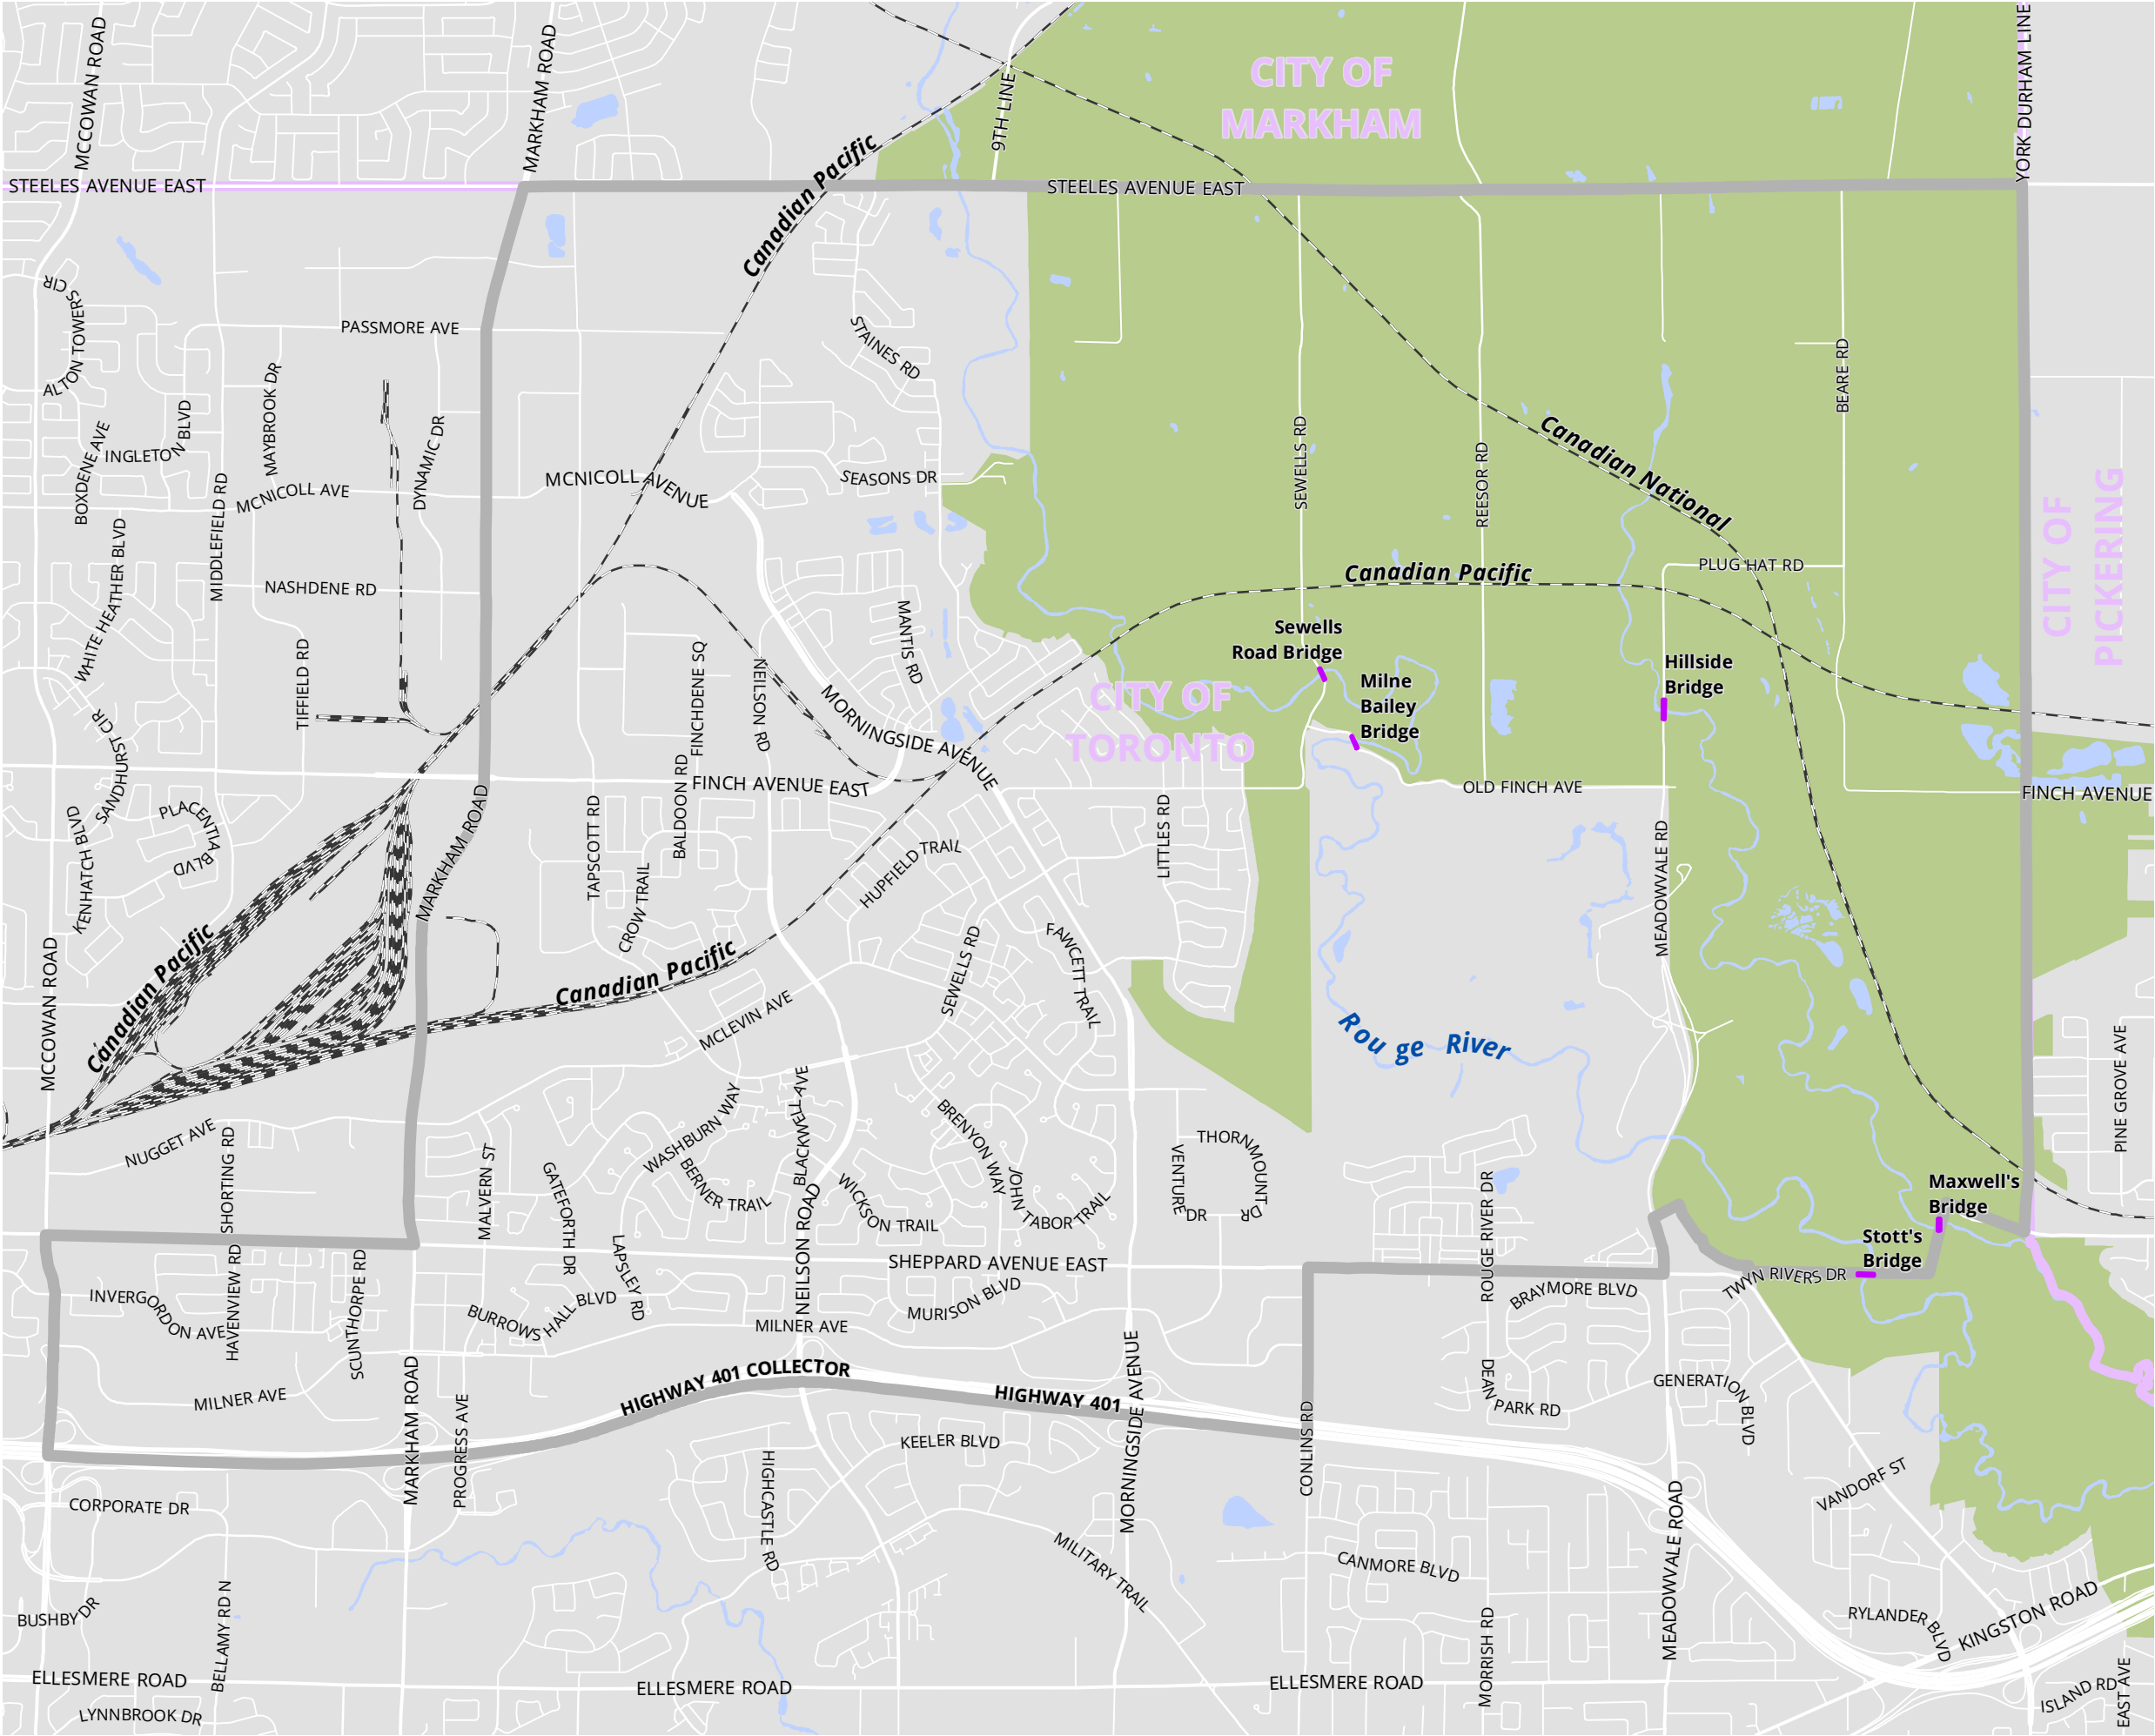 MCCOWAN ROAD
MARKHAM ROAD
9TH LINE
CITY OF
MARKHAM
YORK DURHAM LINE
STEELES AVENUE EAST
Canadian Pacific
STEELES AVENUE EAST
ALTON TOWERS CIR
PASSMORE AVE
STAINES RD
BEARE RD
MAYBROOK DR
INGLETON BLVD
BOXDENE AVE
DYNAMIC DR
SEWELLS RD
REESOR RD
Canadian National
MCNICOLL AVE
MCNICOLL AVENUE
SEASONS DR
MIDDLEFIELD RD
CITY OF
PICKERING
WHITE HEATHER BLVD
NASHDENE RD
Canadian Pacific
PLUG HAT RD
MANTIS RD
TIFFIELD RD
FINCHDENE SQ
NEILSON RD
MORNINGSIDE AVENUE
Sewells
Road Bridge
Milne
Bailey
Bridge
Hillside
Bridge
CITY OF
TORONTO
SANDHURST CIR
FINCH AVENUE EAST
OLD FINCH AVE
FINCH AVENUE
PLACENTIA BLVD
KENHATCH BLVD
MARKHAM ROAD
TAPSCOTT RD
BALDOON RD
CROW TRAIL
HUPFIELD TRAIL
LITTLES RD
MEADOWVALE RD
Canadian Pacific
Canadian Pacific
SEWELLS RD
FAWCETT TRAIL
MCCOWAN ROAD
MCLEVIN AVE
Rouge River
PINE GROVE AVE
NUGGET AVE
SHORTING RD
MALVERN ST
GATEFORTH DR
WASHBURN WAY
BERNER TRAIL
BLACKWELL AVE
BRENYON WAY
JOHN TABOR TRAIL
WICKSON TRAIL
THORNMOUNT DR
VENTURE DR
ROUGE RIVER DR
Maxwell's
Bridge
Stott's
Bridge
NEILSON ROAD
SHEPPARD AVENUE EAST
LAPSLEY RD
INVERGORDON AVE
HAVENVIEW RD
SCUNTHORPE RD
BURROWS HALL BLVD
MURISON BLVD
MILNER AVE
BRAYMORE BLVD
TWYN RIVERS DR
MILNER AVE
MARKHAM ROAD
PROGRESS AVE
HIGHWAY 401 COLLECTOR
HIGHWAY 401
MORNINGSIDE AVENUE
DEAN PARK RD
GENERATION BLVD
KEELER BLVD
CONLINS RD
HIGHCASTLE RD
CORPORATE DR
VANDORF ST
MILITARY TRAIL
CANMORE BLVD
MEADOWVALE ROAD
BUSHBY DR
BELLAMY RD N
MORRISH RD
RYLANDER BLVD
KINGSTON ROAD
ELLESMERE ROAD
ELLESMERE ROAD
ELLESMERE ROAD
ISLAND RD
EAST AVE
LYNNBROOK DR